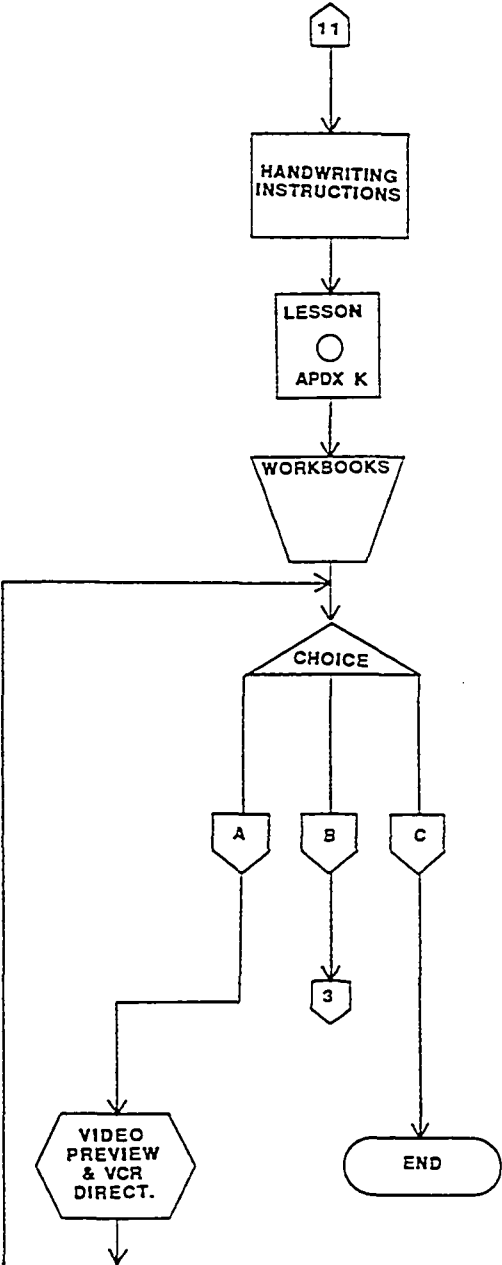 11
HANDWRITING
INSTRUCTIONS
LESSON
APDX K
WORKBOOKS
CHOICE
A
B
C
3
VIDEO
PREVIEW
& VCR
DIRECT.
END